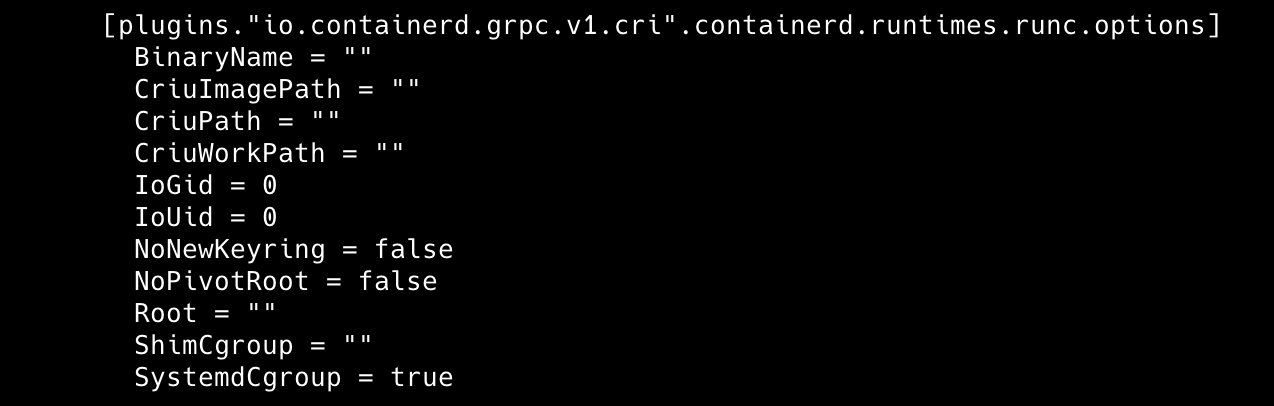 [plugins."io.containerd.grpc.v1.cri".containerd.runtimes.runc.options]
BinaryName = ""
CriuImagePath = ""
CriuPath = ""
CriuWorkPath = ""
IoGid = 0
IoUid = 0
NoNewKeyring = false
NoPivotRoot = false
Root = ""
ShimCgroup = ""
SystemdCgroup = true